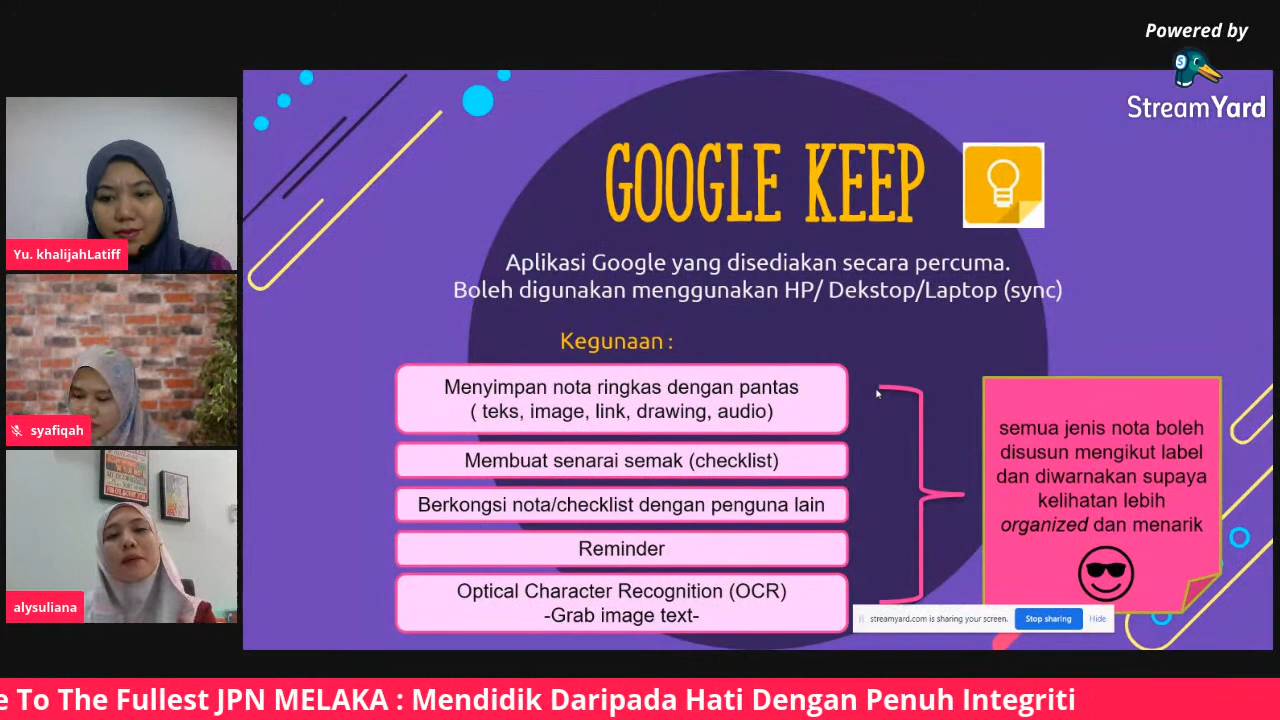 Powered by
StreamYard
Yu. khalijahLatiff
syafiqah
alysuliana
GOOGLE KEEP
Aplikasi Google yang disediakan secara percuma.
Boleh digunakan menggunakan HP/ Dekstop/Laptop (sync)
Kegunaan :
Menyimpan nota ringkas dengan pantas
( teks, image, link, drawing, audio)
Membuat senarai semak (checklist)
Berkongsi nota/checklist dengan penguna lain
Reminder
Optical Character Recognition (OCR)
-Grab image text-
semua jenis nota boleh
disusun mengikut label
dan diwarnakan supaya
kelihatan lebih
organized dan menarik
streamyard.com is sharing your screen.
Stop sharing
Hide
e To The Fullest JPN MELAKA : Mendidik Daripada Hati Dengan Penuh Integriti